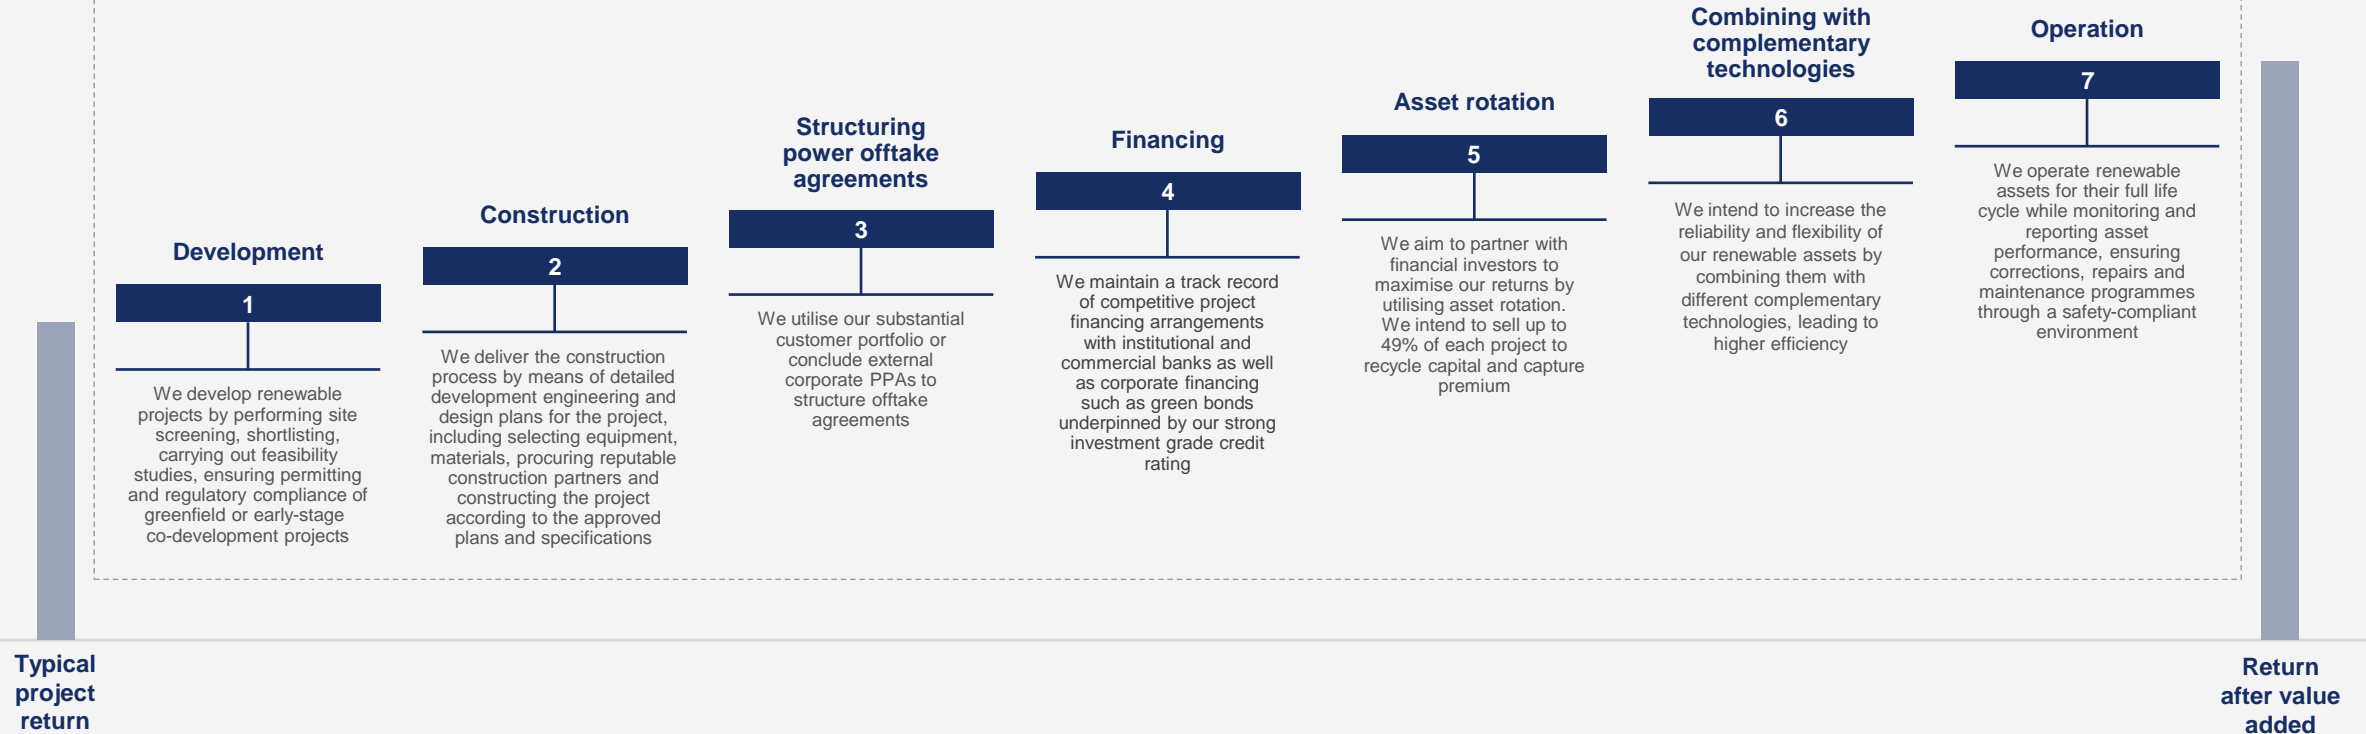 Development
1
We develop renewable
projects by performing site
screening, shortlisting,
carrying out feasibility
studies, ensuring permitting
and regulatory compliance of
greenfield or early-stage
co-development projects
Construction
2
We deliver the construction
process by means of detailed
development engineering and
design plans for the project,
including selecting equipment,
materials, procuring reputable
construction partners and
constructing the project
according to the approved
plans and specifications
Structuring
power offtake
agreements
3
We utilise our substantial
customer portfolio or
conclude external
corporate PPAs to
structure offtake
agreements
Financing
4
We maintain a track record
of competitive project
financing arrangements
with institutional and
commercial banks as well
as corporate financing
such as green bonds
underpinned by our strong
investment grade credit
rating
Asset rotation
5
We aim to partner with
financial investors to
maximise our returns by
utilising asset rotation.
We intend to sell up to
49% of each project to
recycle capital and capture
premium
Combining with
complementary
technologies
6
We intend to increase the
reliability and flexibility of
our renewable assets by
combining them with
different complementary
technologies, leading to
higher efficiency
Operation
7
We operate renewable
assets for their full life
cycle while monitoring and
reporting asset
performance, ensuring
corrections, repairs and
maintenance programmes
through a safety-compliant
environment
Typical
project
return
Return
after value
added